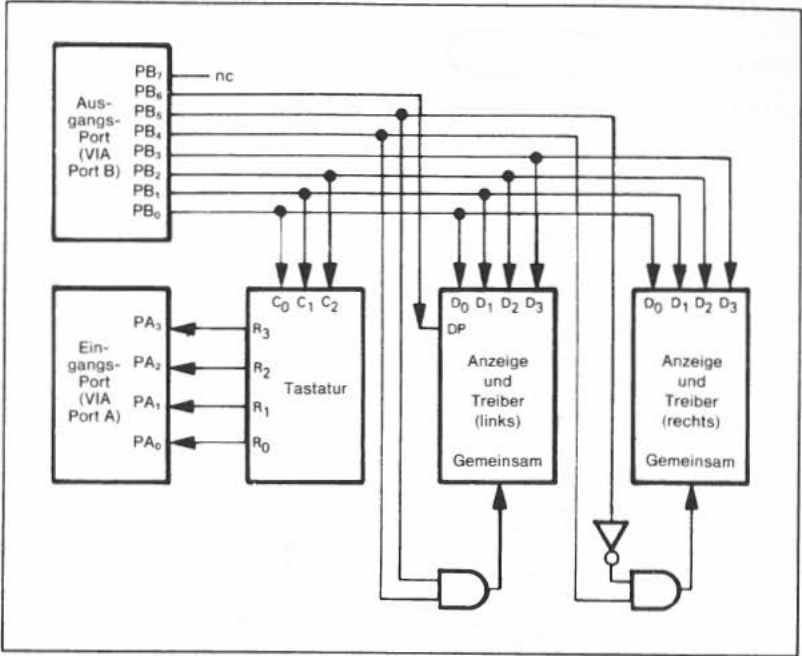 Aus-
gangs-
Port
(VIA
Port B)
PB₇
PB₆
PB₅
PB₄
PB₃
PB₂
PB₁
PB₀
nc
Ein-
gangs-
Port
(VIA
Port A)
PA₃
PA₂
PA₁
PA₀
C₀ C₁ C₂
R₃
R₂
R₁
R₀
Tastatur
D₀ D₁ D₂ D₃
DP
Anzeige
und
Treiber
(links)
Gemeinsam
D₀ D₁ D₂ D₃
Anzeige
und
Treiber
(rechts)
Gemeinsam